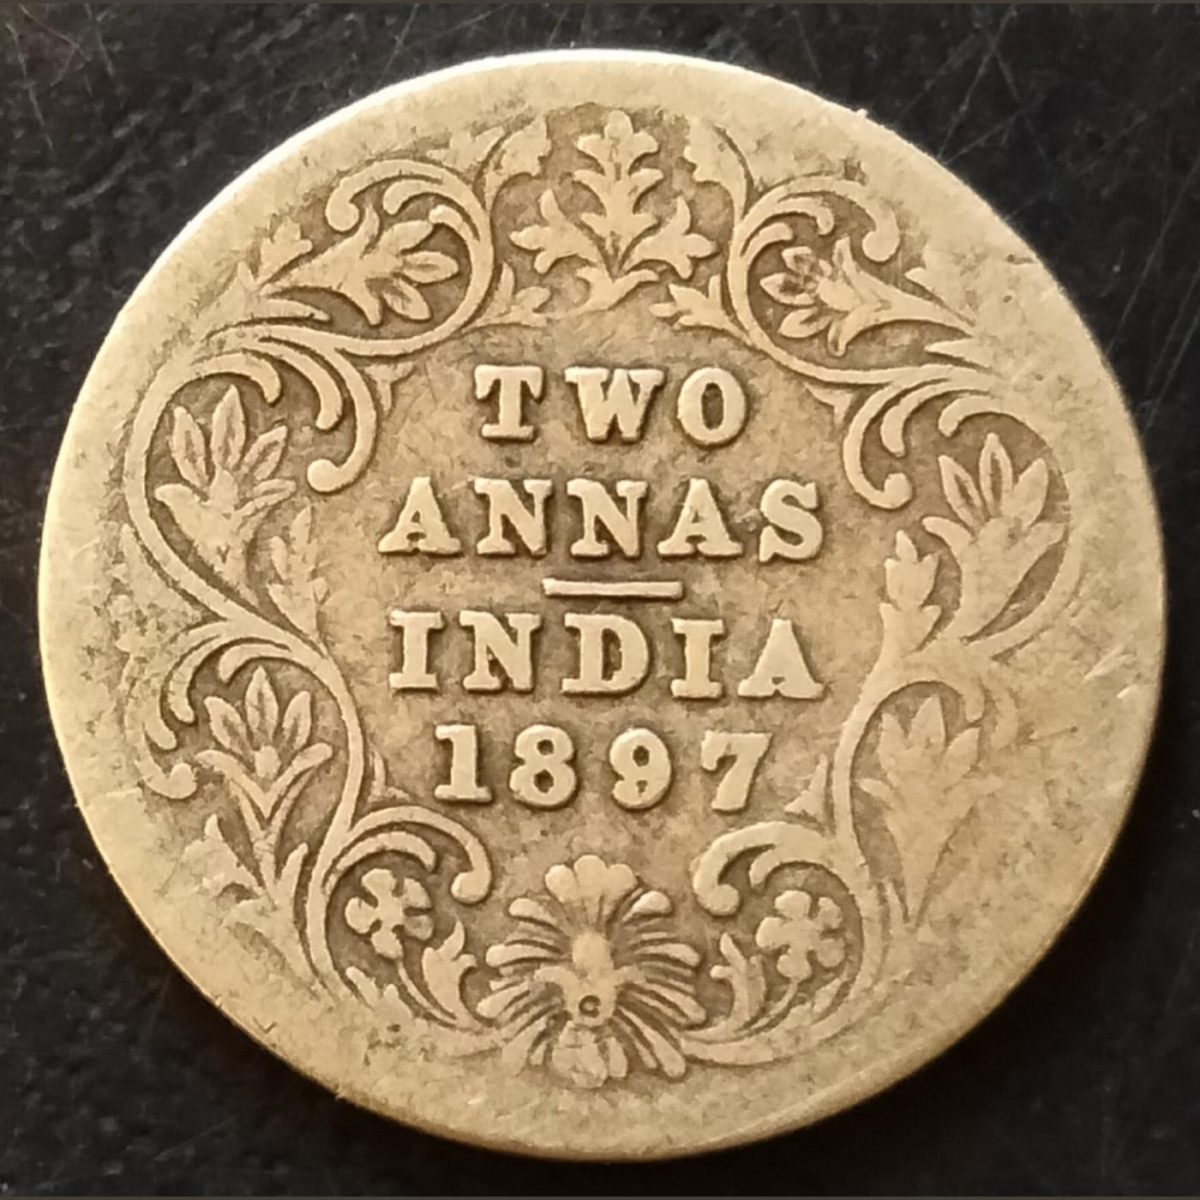 TWO
ANNAS
INDIA
1897
C